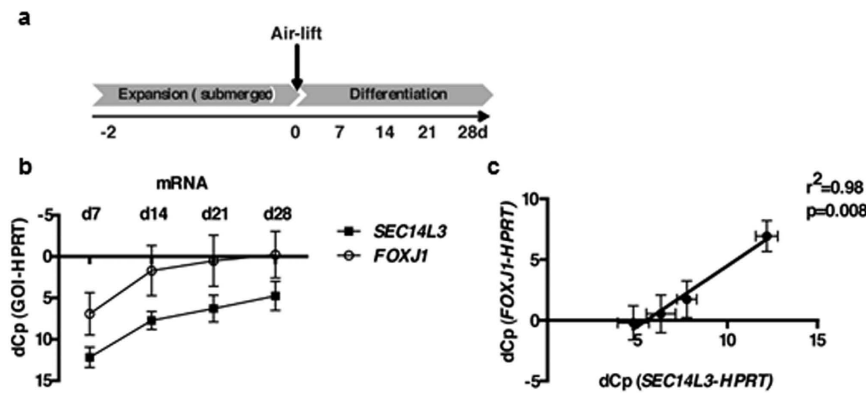 a
Air-lift
Expansion ( submerged)
Differentiation
-2 0 7 14 21 28d
b
mRNA
d7 d14 d21 d28
-5
0
5
10
15
dCp (GOI-HPRT)
SEC14L3
FOXJ1
c
r2=0.98
p=0.008
10
5
0
-5
5 10 15
dCp (FOXJ1-HPRT)
dCp (SEC14L3-HPRT)